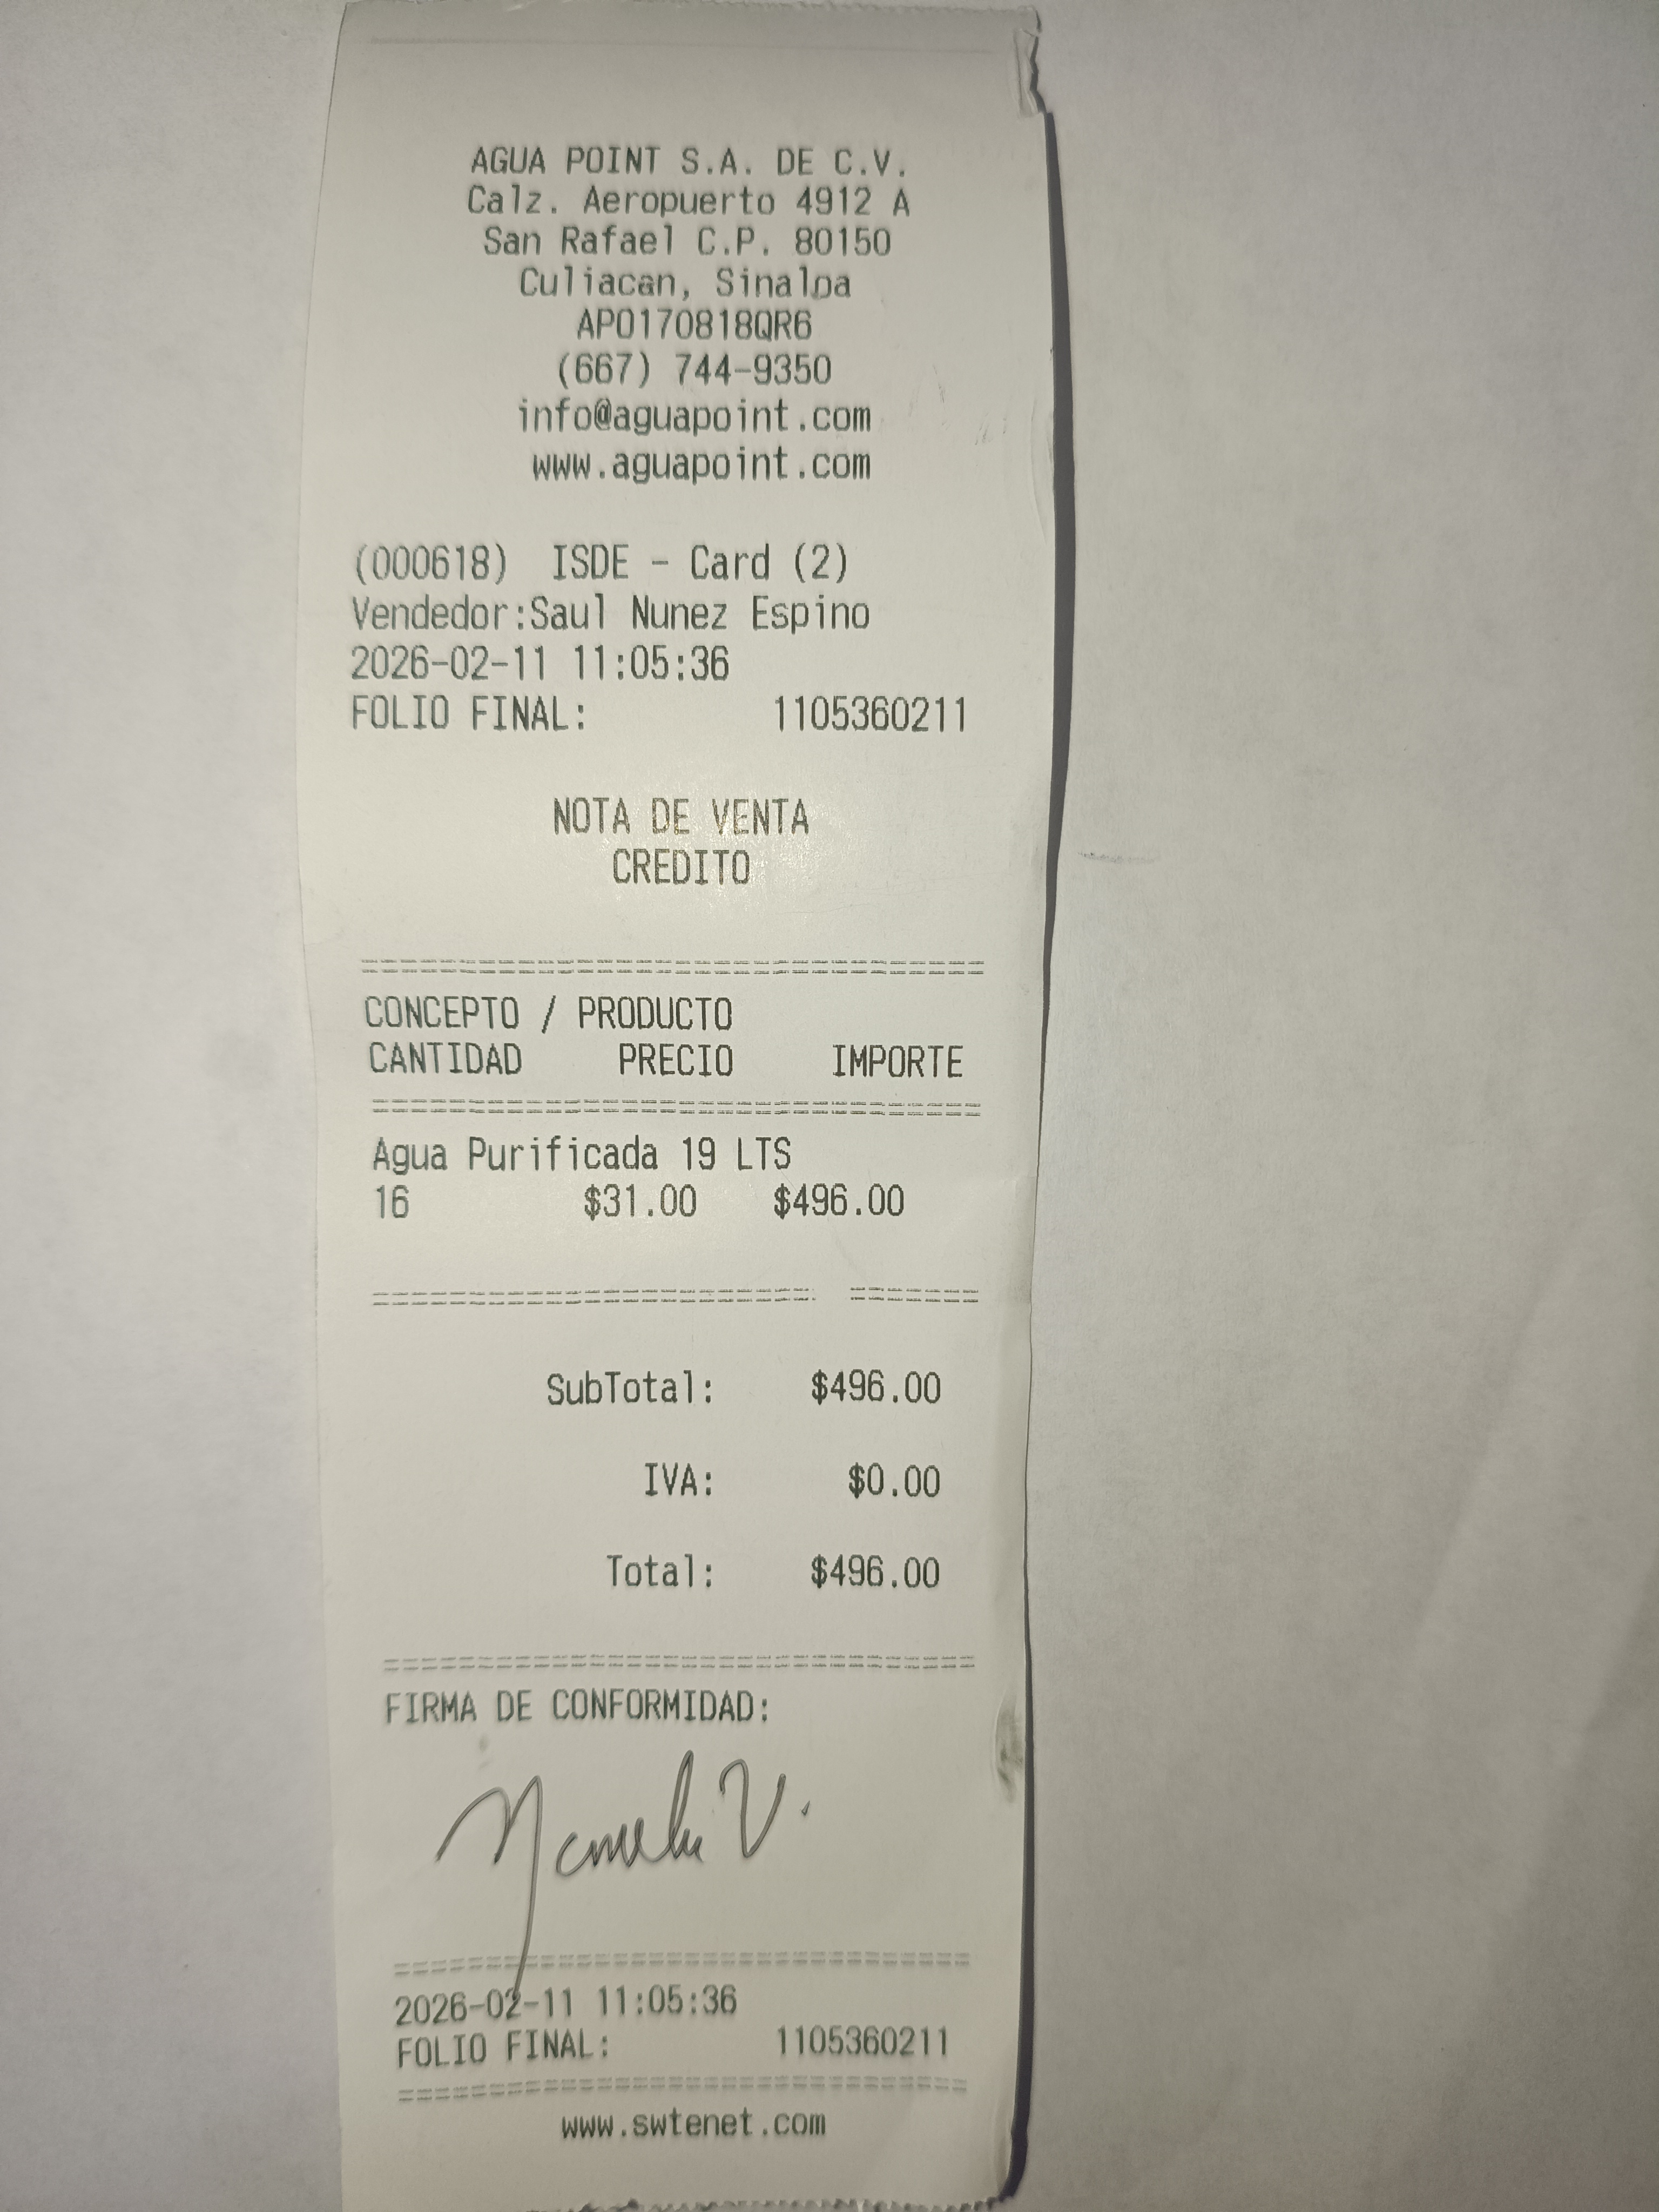 AGUA POINT S.A. DE C.V.
Calz. Aeropuerto 4912 A
San Rafael C.P. 80150
Culiacan, Sinaloa
APO170818QR6
(667) 744-9350
info@aguapoint.com
www.aguapoint.com
(000618) ISDE - Card (2)
Vendedor:Saul Nunez Espino
2026-02-11 11:05:36
FOLIO FINAL: 1105360211
NOTA DE VENTA
CREDITO
CONCEPTO / PRODUCTO
CANTIDAD PRECIO IMPORTE
Agua Purificada 19 LTS
16 $31.00 $496.00
SubTotal: $496.00
IVA: $0.00
Total: $496.00
FIRMA DE CONFORMIDAD:
V.
2026-02-11 11:05:36
FOLIO FINAL: 1105360211
www.swtenet.com